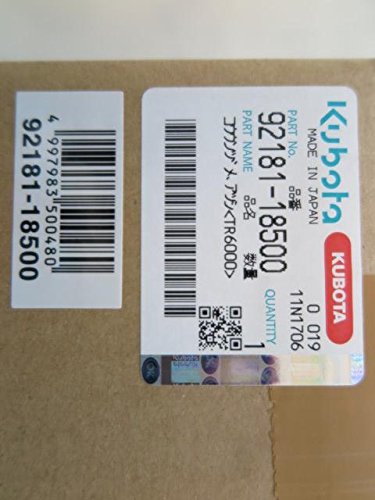 Kubota
KUBOTA
MADE IN JAPAN
0 019
11N1706
PART No. 品番
92181-18500
PART NAME 品名 数量 QUANTITY
1
<TR6000>
4 997983 500480
92181-18500